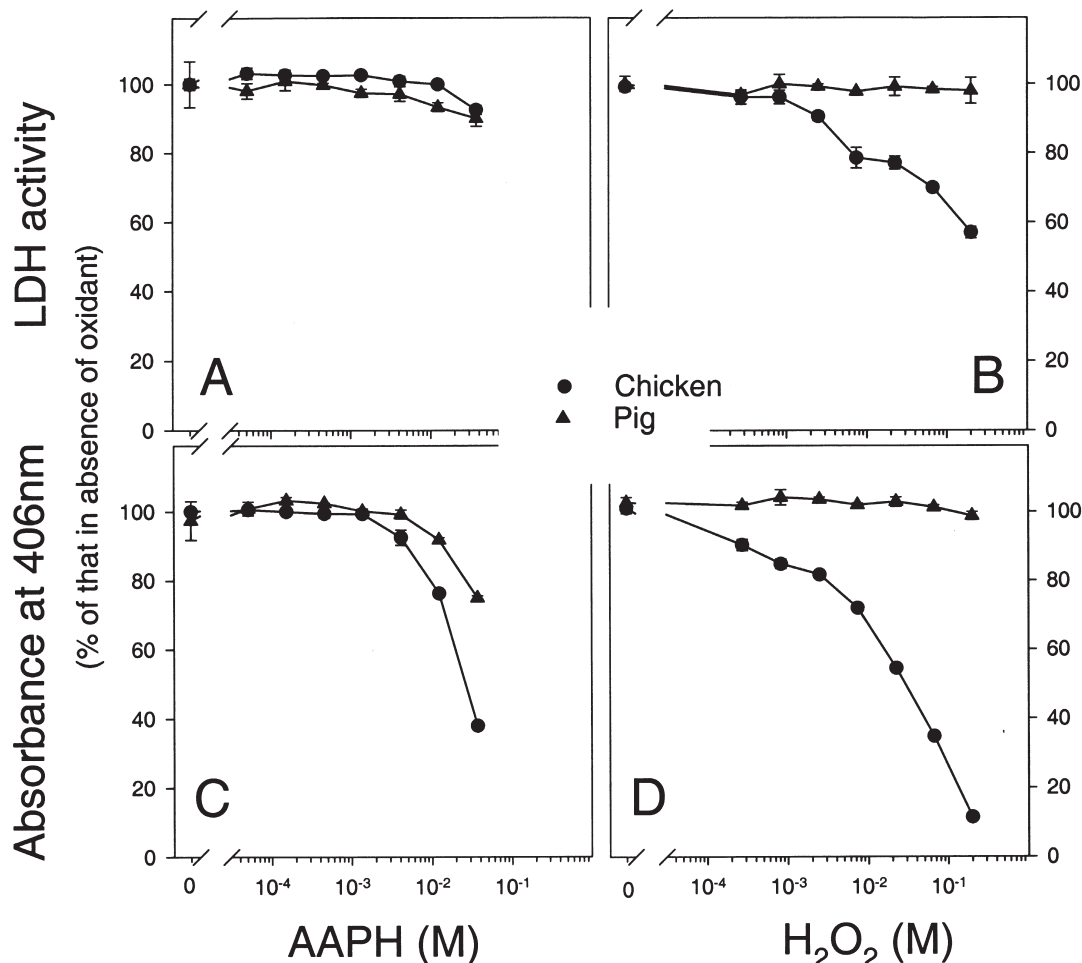 LDH activity
Absorbance at 406nm
(% of that in absence of oxidant)
100
80
60
40
20
0
A
100
80
60
40
20
0
B
Chicken
Pig
100
80
60
40
20
0
C
100
80
60
40
20
0
D
0 10⁻⁴ 10⁻³ 10⁻² 10⁻¹
0 10⁻⁴ 10⁻³ 10⁻² 10⁻¹
AAPH (M)
H₂O₂ (M)